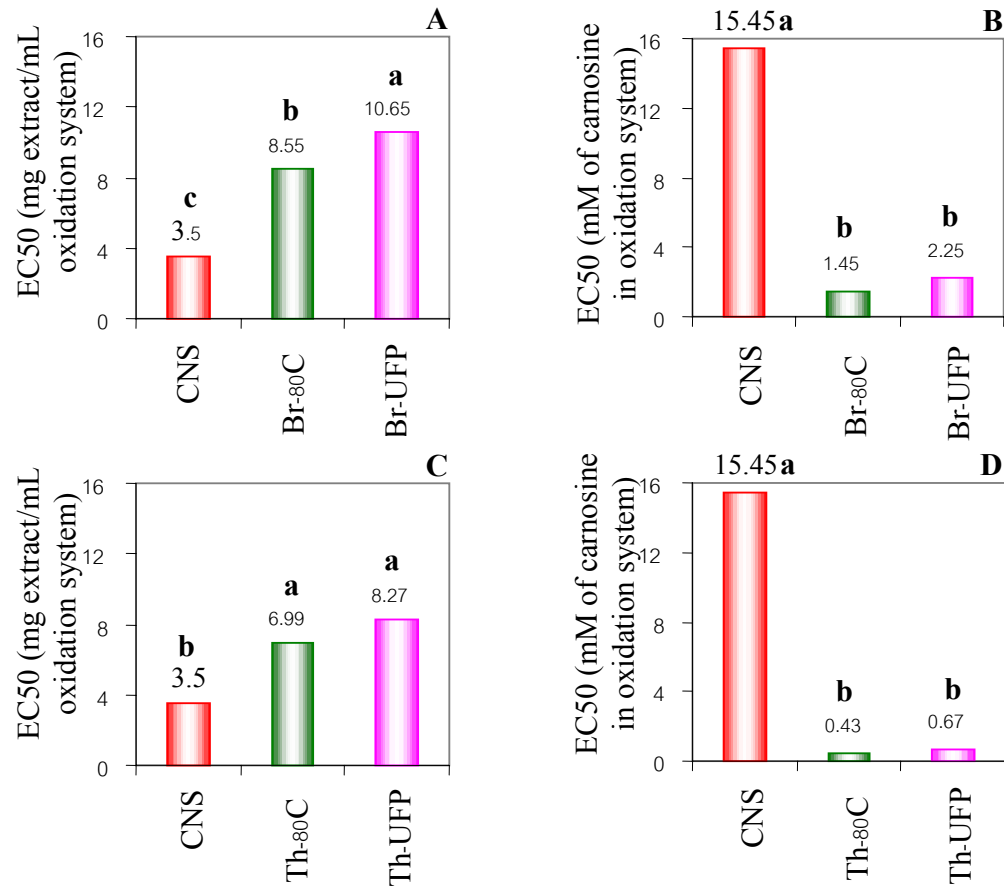 A
EC50 (mg extract/mL
oxidation system)
16
12
8
4
0
c
3.5
b
8.55
a
10.65
CNS
Br-80C
Br-UFP
B
EC50 (mM of carnosine
in oxidation system)
16
12
8
4
0
15.45 a
b
1.45
b
2.25
CNS
Br-80C
Br-UFP
C
EC50 (mg extract/mL
oxidation system)
16
12
8
4
0
b
3.5
a
6.99
a
8.27
CNS
Th-80C
Th-UFP
D
EC50 (mM of carnosine
in oxidation system)
16
12
8
4
0
15.45 a
b
0.43
b
0.67
CNS
Th-80C
Th-UFP